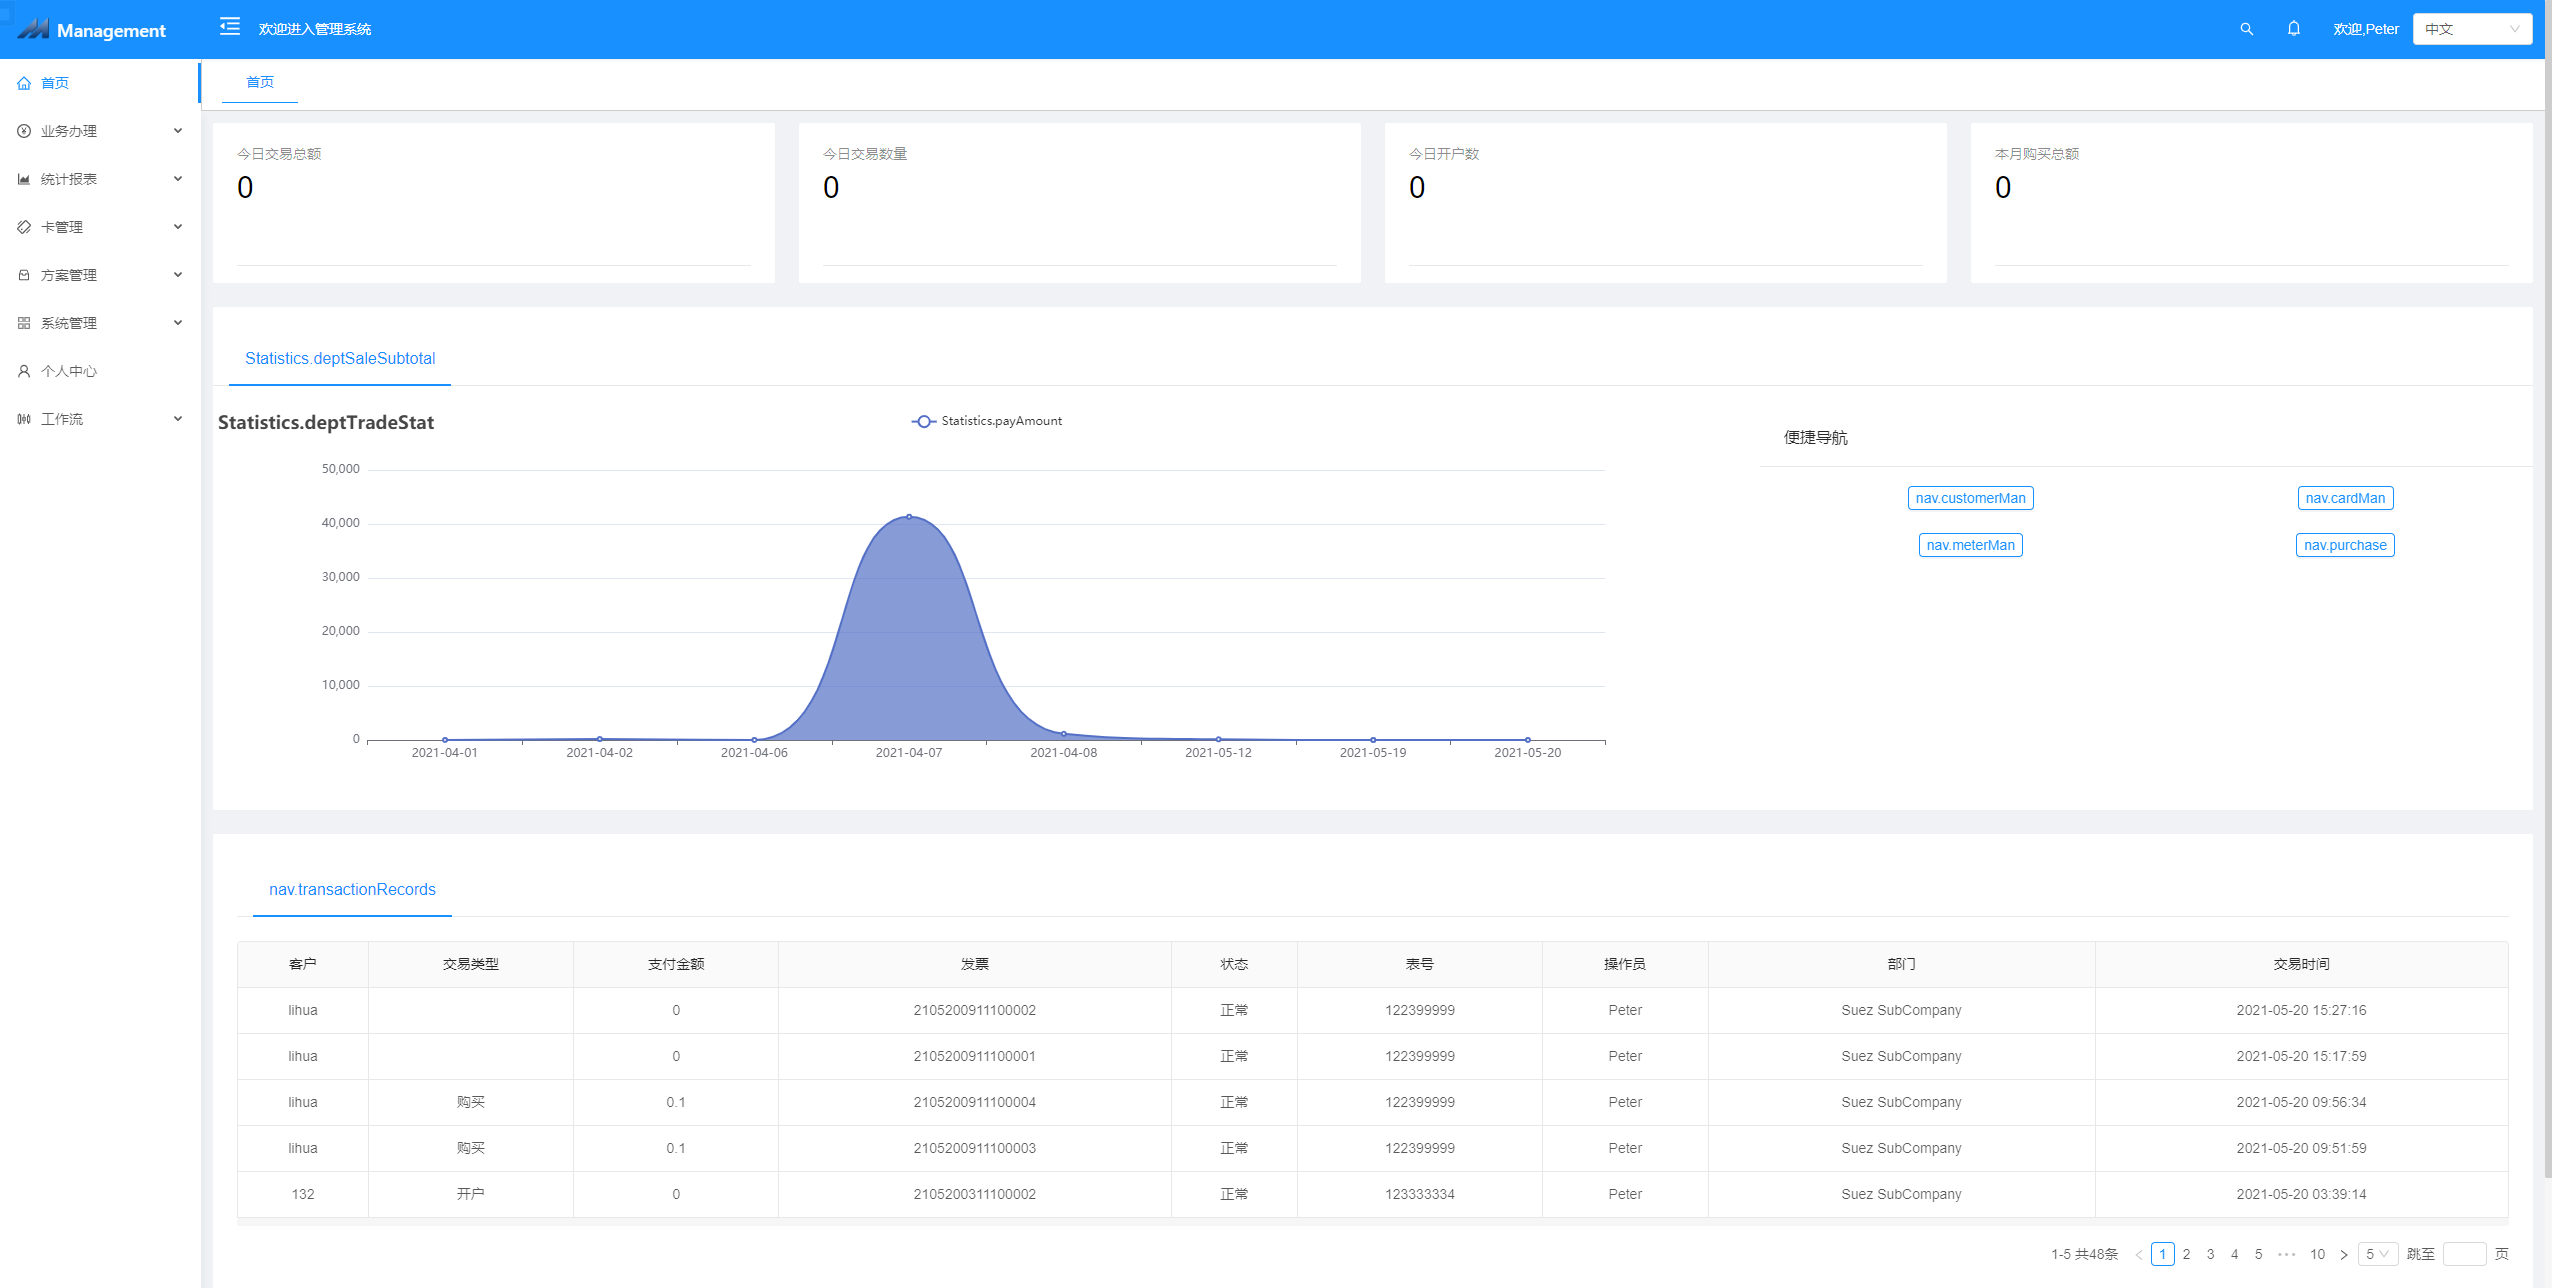 Management
欢迎进入管理系统
欢迎,Peter
中文
首页
业务办理
统计报表
卡管理
方案管理
系统管理
个人中心
工作流
首页
今日交易总额
0
今日交易数量
0
今日开户数
0
本月购买总额
0
Statistics.deptSaleSubtotal
Statistics.deptTradeStat
Statistics.payAmount
50,000
40,000
30,000
20,000
10,000
0
2021-04-01 2021-04-02 2021-04-06 2021-04-07 2021-04-08 2021-05-12 2021-05-19 2021-05-20
便捷导航
nav.customerMan nav.cardMan
nav.meterMan nav.purchase
nav.transactionRecords
客户 交易类型 支付金额 发票 状态 表号 操作员 部门 交易时间
lihua 0 2105200911100002 正常 122399999 Peter Suez SubCompany 2021-05-20 15:27:16
lihua 0 2105200911100001 正常 122399999 Peter Suez SubCompany 2021-05-20 15:17:59
lihua 购买 0.1 2105200911100004 正常 122399999 Peter Suez SubCompany 2021-05-20 09:56:34
lihua 购买 0.1 2105200911100003 正常 122399999 Peter Suez SubCompany 2021-05-20 09:51:59
132 开户 0 2105200311100002 正常 123333334 Peter Suez SubCompany 2021-05-20 03:39:14
1-5 共48条 < 1 2 3 4 5 ••• 10 > 5 跳至 页